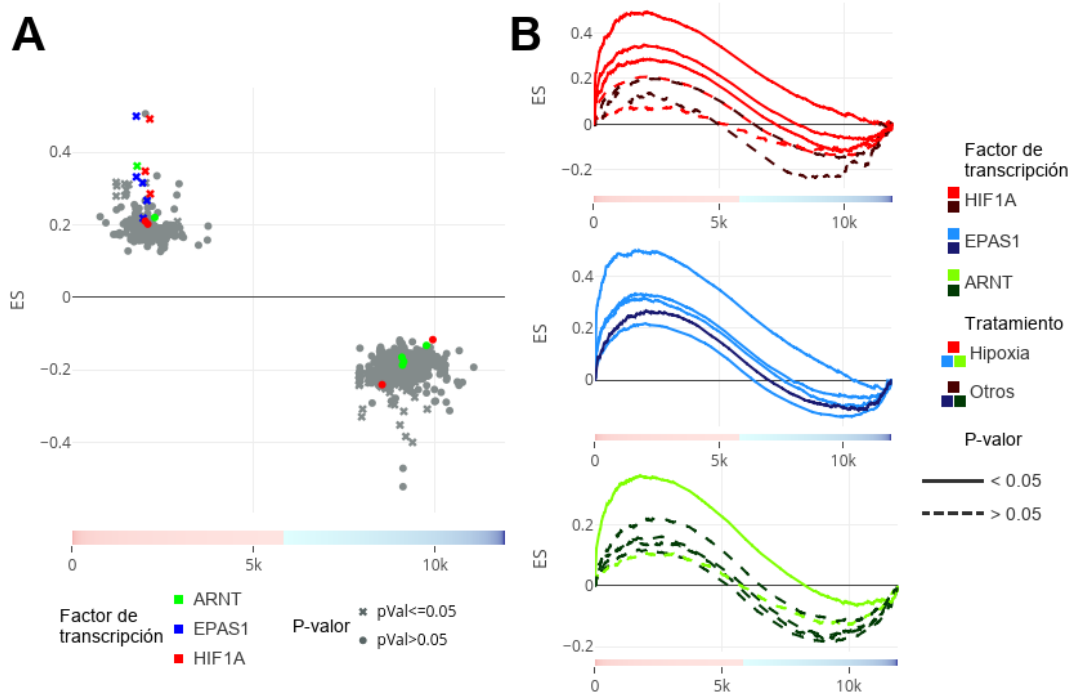 A
ES
0.4
0.2
0
−0.2
−0.4
0
5k
10k
Factor de
transcripción
ARNT
EPAS1
HIF1A
P-valor
pVal<=0.05
pVal>0.05
B
ES
0.4
0.2
0
−0.2
0
5k
10k
ES
0.4
0.2
0
0
5k
10k
ES
0.2
0
−0.2
0
5k
10k
Factor de
transcripción
HIF1A
EPAS1
ARNT
Tratamiento
Hipoxia
Otros
P-valor
< 0.05
> 0.05